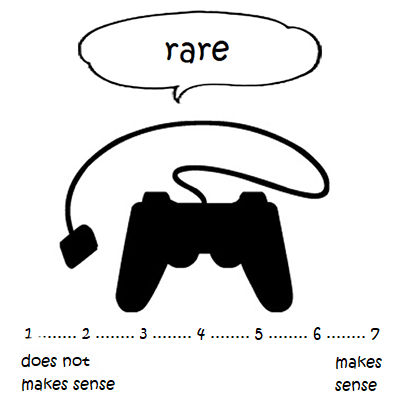 rare
1 ........ 2 ........ 3 ........ 4 ........ 5 ........ 6 ........ 7
does not makes
makes sense sense